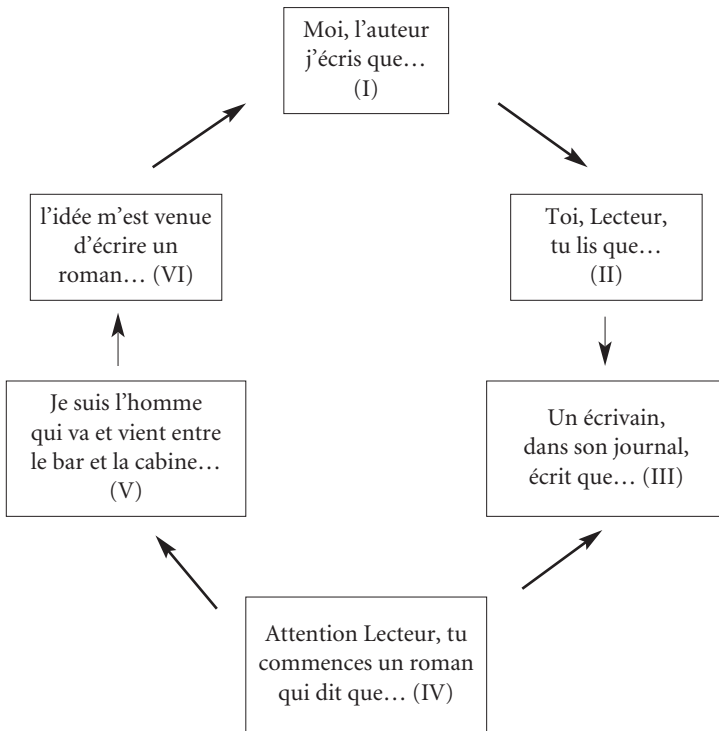 Moi, l'auteur
j'écris que…
(I)
Toi, Lecteur,
tu lis que…
(II)
Un écrivain,
dans son journal,
écrit que… (III)
Attention Lecteur, tu
commences un roman
qui dit que… (IV)
Je suis l'homme
qui va et vient entre
le bar et la cabine…
(V)
l'idée m'est venue
d'écrire un
roman… (VI)